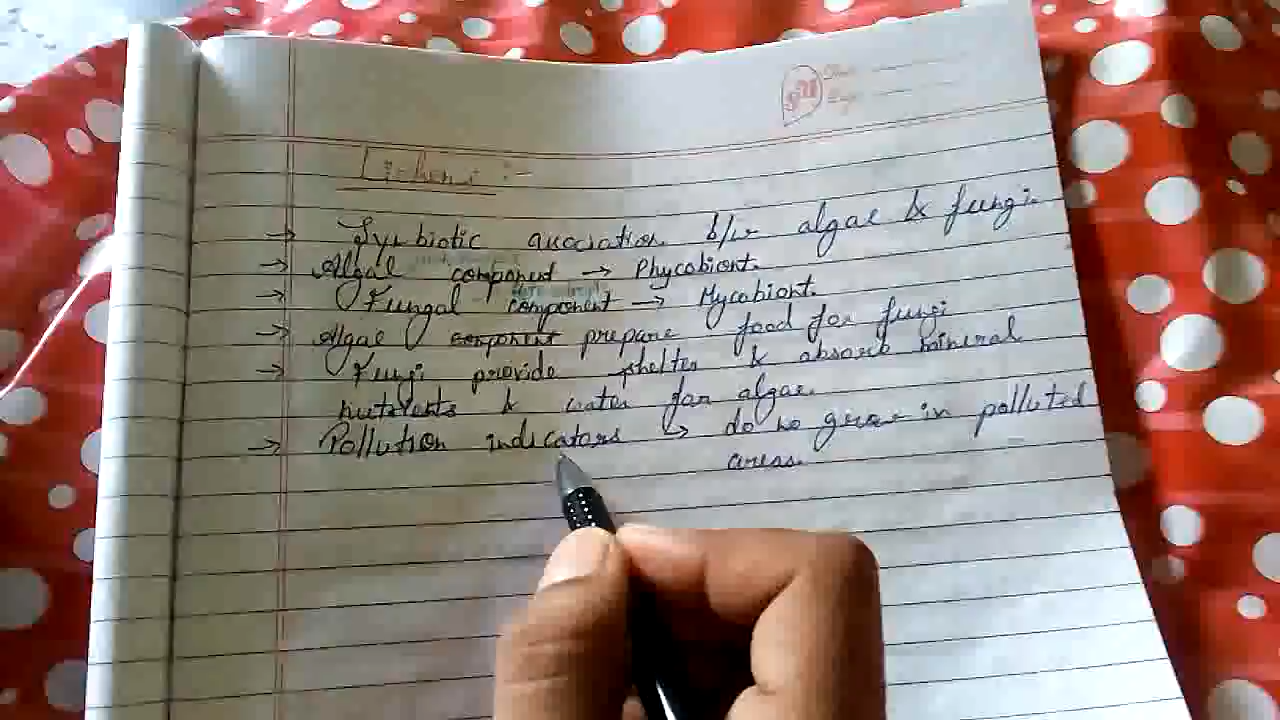 Lichens :-
→ Symbiotic association b/w algae & fungi.
→ Algal component → Phycobiont.
→ Fungal component → Mycobiont.
→ Algae component prepare food for fungi
→ Fungi provide shelter & absorb mineral
nutrients & water for algae.
→ Pollution indicators ↳ do no grow in polluted
areas.